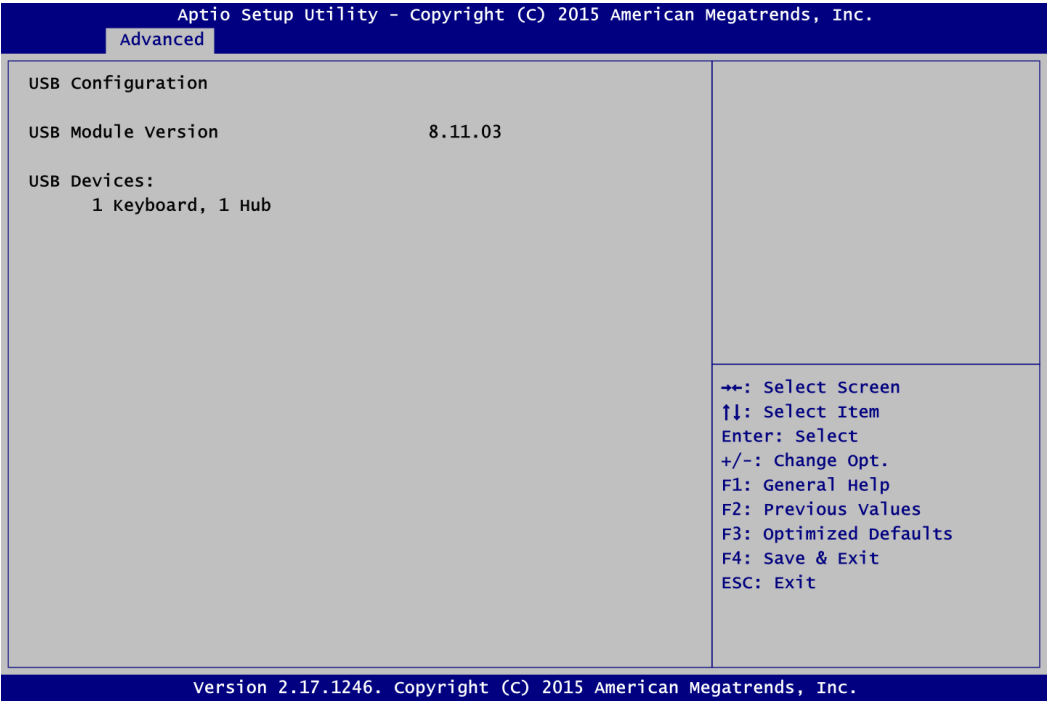 Aptio Setup Utility - Copyright (C) 2015 American Megatrends, Inc.
Advanced
USB Configuration
USB Module Version 8.11.03
USB Devices:
1 Keyboard, 1 Hub
→←: Select Screen
↑↓: Select Item
Enter: Select
+/-: Change Opt.
F1: General Help
F2: Previous Values
F3: Optimized Defaults
F4: Save & Exit
ESC: Exit
Version 2.17.1246. Copyright (C) 2015 American Megatrends, Inc.